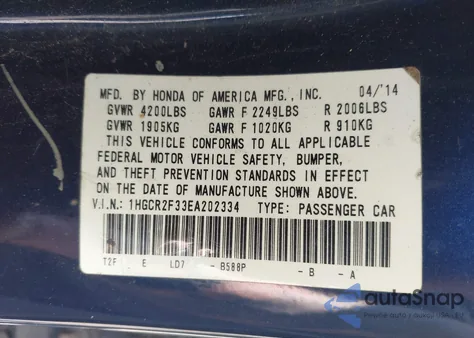 MFD. BY HONDA OF AMERICA MFG., INC. 04/'14
GVWR 4200LBS GAWR F 2249LBS R 2006LBS
GVWR 1905KG GAWR F 1020KG R 910KG
THIS VEHICLE CONFORMS TO ALL APPLICABLE
FEDERAL MOTOR VEHICLE SAFETY, BUMPER,
AND THEFT PREVENTION STANDARDS IN EFFECT
ON THE DATE OF MANUFACTURE SHOWN ABOVE.
V.I.N.: 1HGCR2F33EA202334 TYPE: PASSENGER CAR
T2F E LD7 - B588P - B - A
autoSnap